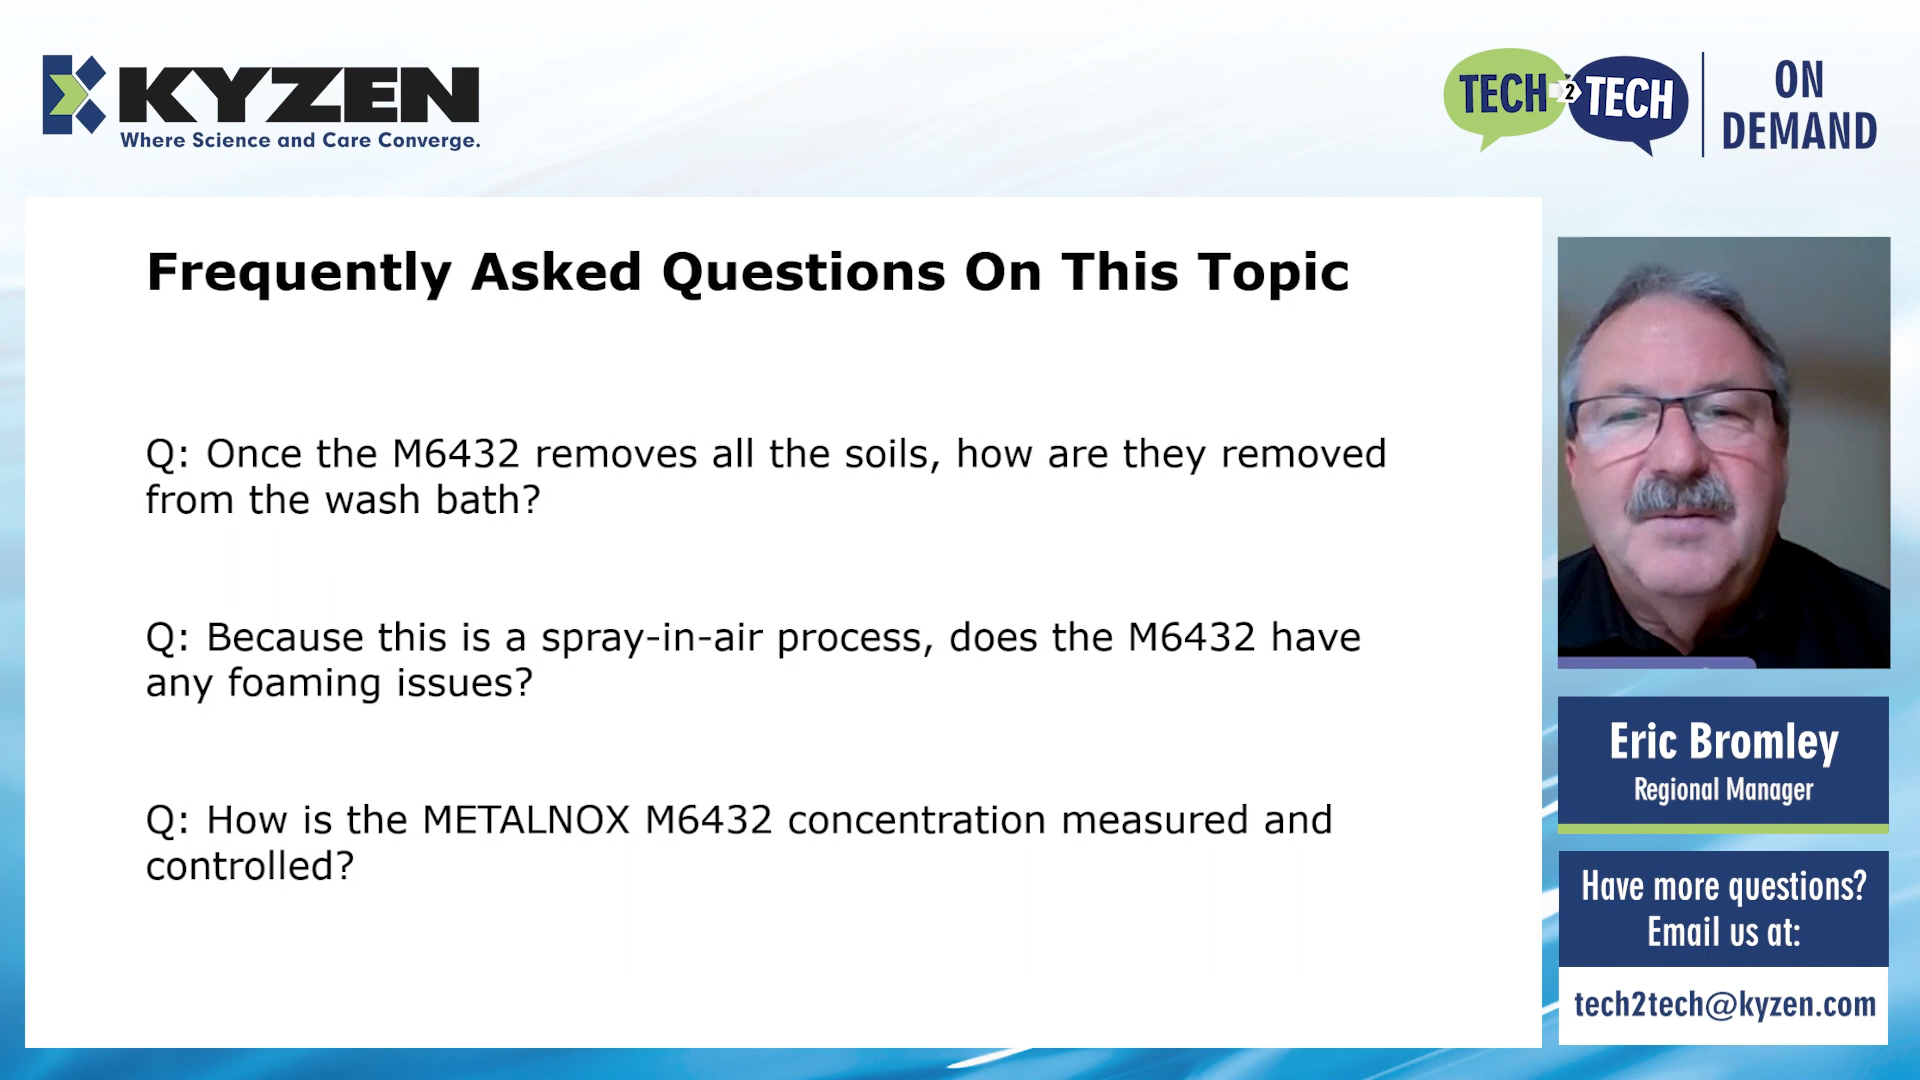 KYZEN
Where Science and Care Converge.
TECH 2 TECH
ON
DEMAND
Frequently Asked Questions On This Topic
Q: Once the M6432 removes all the soils, how are they removed
from the wash bath?
Q: Because this is a spray-in-air process, does the M6432 have
any foaming issues?
Q: How is the METALNOX M6432 concentration measured and
controlled?
Eric Bromley
Regional Manager
Have more questions?
Email us at:
tech2tech@kyzen.com